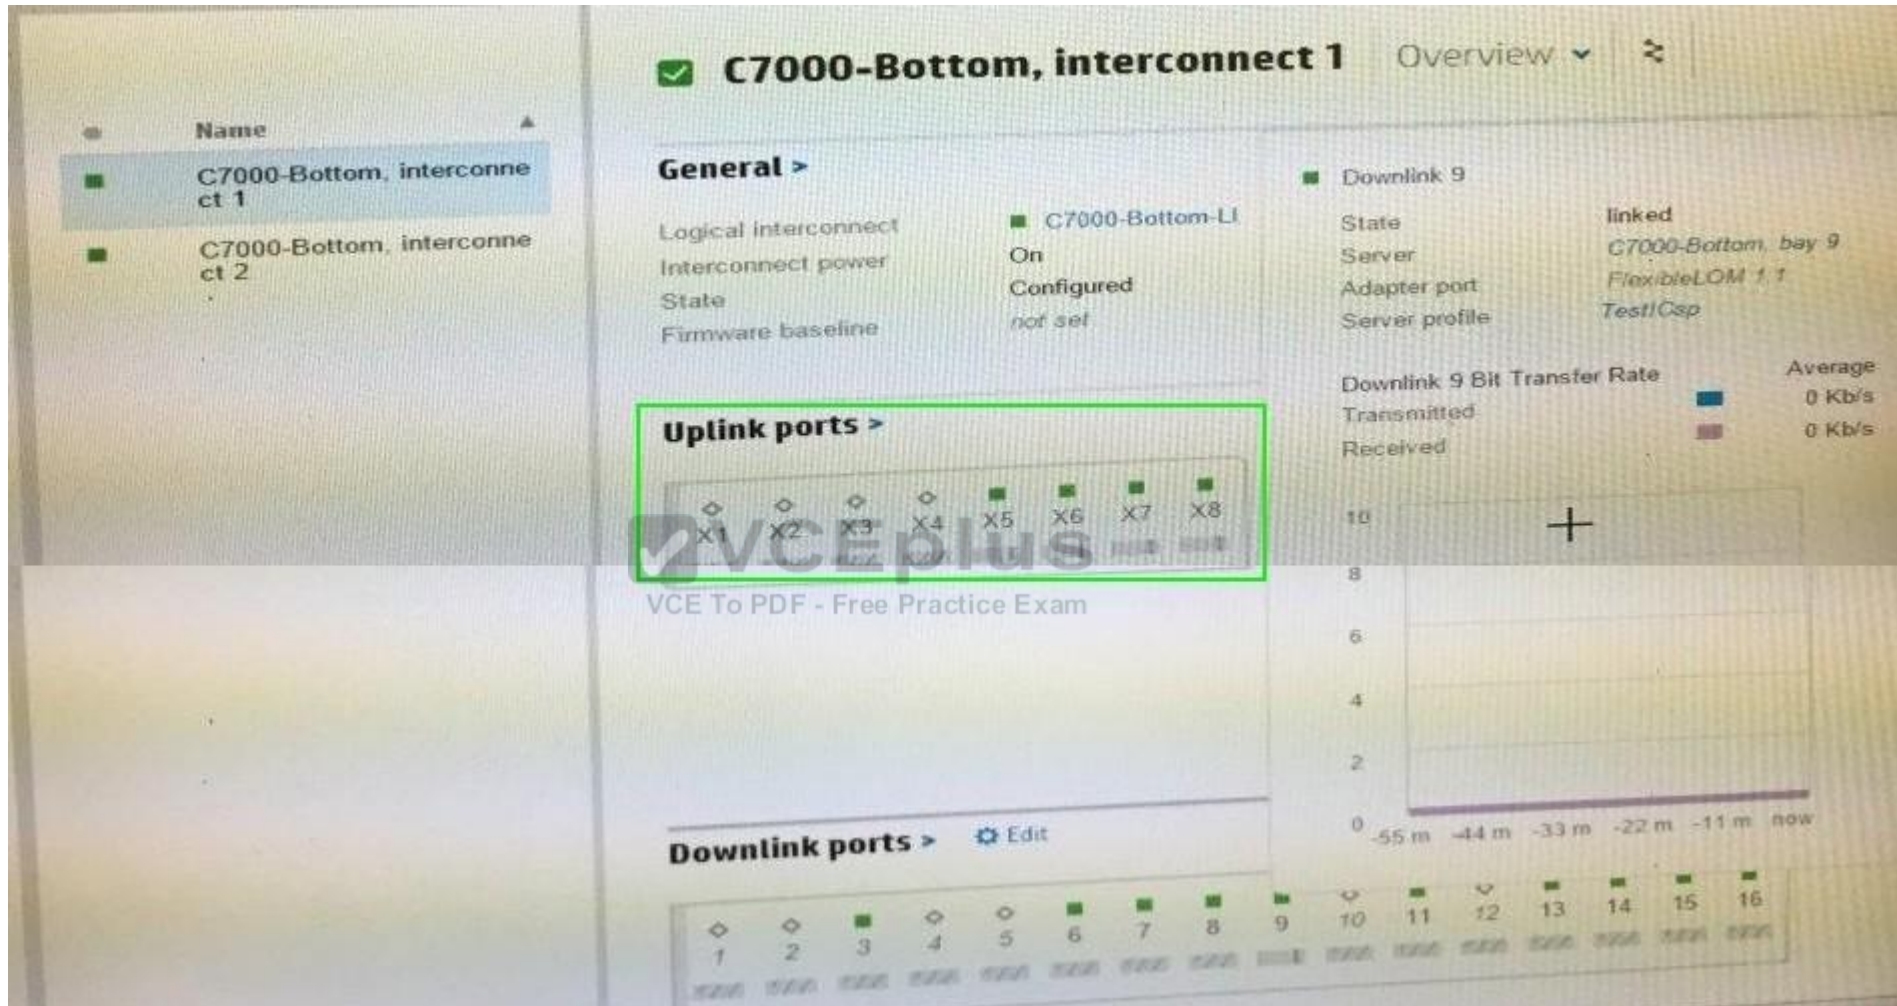 C7000-Bottom, interconnect 1 Overview
Name
C7000-Bottom, interconne
ct 1
C7000-Bottom, interconne
ct 2
General >
Logical interconnect C7000-Bottom-LI
Interconnect power On
State Configured
Firmware baseline not set
Uplink ports >
X1 X2 X3 X4 X5 X6 X7 X8
VCEplus
VCE To PDF - Free Practice Exam
Downlink 9
State linked
Server C7000-Bottom, bay 9
Adapter port FlexibleLOM 1:1
Server profile
Downlink 9 Bit Transfer Rate Average
Transmitted 0 Kb/s
Received 0 Kb/s
10
8
6
4
2
0
-55 m -44 m -33 m -22 m -11 m now
Downlink ports > Edit
1 2 3 4 5 6 7 8 9 10 11 12 13 14 15 16